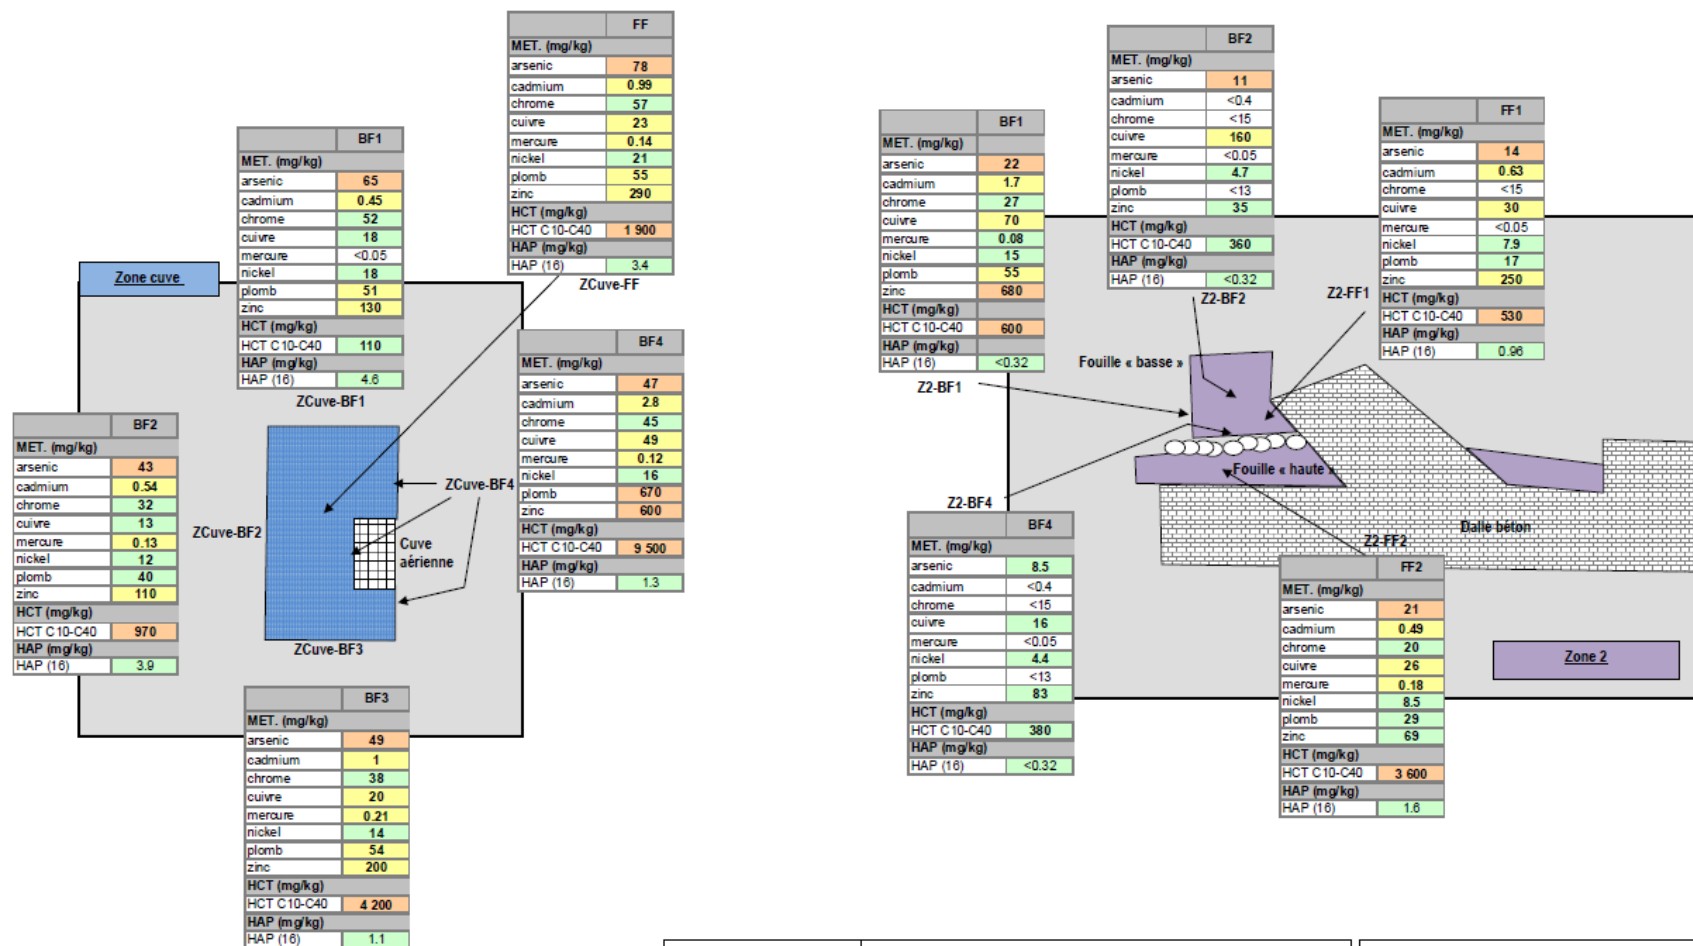 FF
MET. (mg/kg)
arsenic 78
cadmium 0.99
chrome 57
cuivre 23
mercure 0.14
nickel 21
plomb 55
zinc 290
HCT (mg/kg)
HCT C10-C40 1 900
HAP (mg/kg)
HAP (16) 3.4
ZCuve-FF
BF1
MET. (mg/kg)
arsenic 65
cadmium 0.45
chrome 52
cuivre 18
mercure <0.05
nickel 18
plomb 51
zinc 130
HCT (mg/kg)
HCT C10-C40 110
HAP (mg/kg)
HAP (16) 4.6
ZCuve-BF1
Zone cuve
BF4
MET. (mg/kg)
arsenic 47
cadmium 2.8
chrome 45
cuivre 49
mercure 0.12
nickel 16
plomb 670
zinc 600
HCT (mg/kg)
HCT C10-C40 9 500
HAP (mg/kg)
HAP (16) 1.3
ZCuve-BF4
BF2
MET. (mg/kg)
arsenic 43
cadmium 0.54
chrome 32
cuivre 13
mercure 0.13
nickel 12
plomb 40
zinc 110
HCT (mg/kg)
HCT C10-C40 970
HAP (mg/kg)
HAP (16) 3.9
ZCuve-BF2
Cuve
aérienne
ZCuve-BF3
BF3
MET. (mg/kg)
arsenic 49
cadmium 1
chrome 38
cuivre 20
mercure 0.21
nickel 14
plomb 54
zinc 200
HCT (mg/kg)
HCT C10-C40 4 200
HAP (mg/kg)
HAP (16) 1.1
BF2
MET. (mg/kg)
arsenic 11
cadmium <0.4
chrome <15
cuivre 160
mercure <0.05
nickel 4.7
plomb <13
zinc 35
HCT (mg/kg)
HCT C10-C40 360
HAP (mg/kg)
HAP (16) <0.32
Z2-BF2
BF1
MET. (mg/kg)
arsenic 22
cadmium 1.7
chrome 27
cuivre 70
mercure 0.08
nickel 15
plomb 55
zinc 680
HCT (mg/kg)
HCT C10-C40 600
HAP (mg/kg)
HAP (16) <0.32
Z2-BF1
FF1
MET. (mg/kg)
arsenic 14
cadmium 0.63
chrome <15
cuivre 30
mercure <0.05
nickel 7.9
plomb 17
zinc 250
HCT (mg/kg)
HCT C10-C40 530
HAP (mg/kg)
HAP (16) 0.96
Z2-FF1
Fouille « basse »
Fouille « haute »
Dalle béton
Z2-BF4
BF4
MET. (mg/kg)
arsenic 8.5
cadmium <0.4
chrome <15
cuivre 16
mercure <0.05
nickel 4.4
plomb <13
zinc 83
HCT (mg/kg)
HCT C10-C40 380
HAP (mg/kg)
HAP (16) <0.32
Z2-FF2
FF2
MET. (mg/kg)
arsenic 21
cadmium 0.49
chrome 20
cuivre 26
mercure 0.18
nickel 8.5
plomb 29
zinc 69
HCT (mg/kg)
HCT C10-C40 3 600
HAP (mg/kg)
HAP (16) 1.6
Zone 2